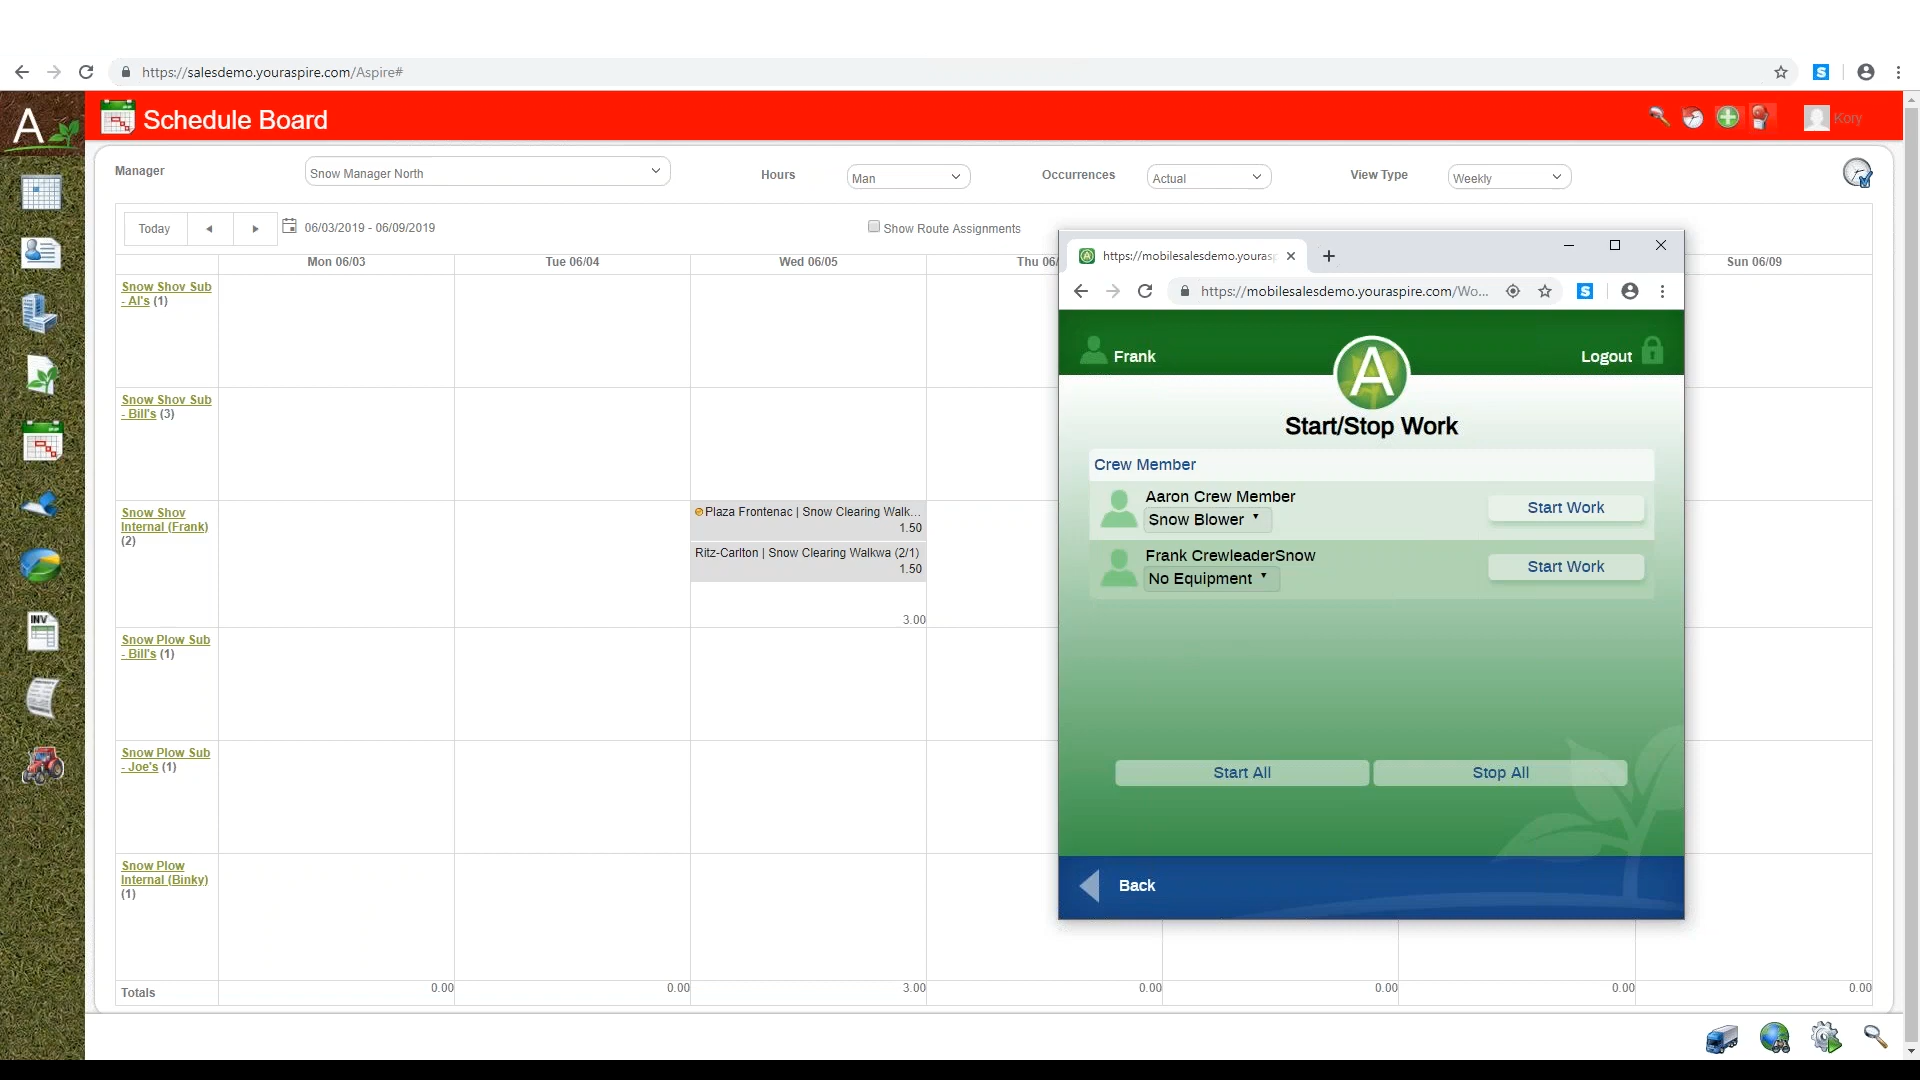 https://salesdemo.youraspire.com/Aspire#
A
Schedule Board
Kory
Manager
Snow Manager North
Hours
Man
Occurrences
Actual
View Type
Weekly
Today
06/03/2019 - 06/09/2019
Show Route Assignments
Mon 06/03
Tue 06/04
Wed 06/05
Thu 06/
Sun 06/09
Snow Shov Sub
- Al's (1)
Snow Shov Sub
- Bill's (3)
Snow Shov
Internal (Frank)
(2)
Plaza Frontenac | Snow Clearing Walk...
1.50
Ritz-Carlton | Snow Clearing Walkwa (2/1)
1.50
3.00
Snow Plow Sub
- Bill's (1)
Snow Plow Sub
- Joe's (1)
Snow Plow
Internal (Binky)
(1)
Totals
0.00
0.00
3.00
0.00
0.00
0.00
0.00
INV
https://mobilesalesdemo.youras
https://mobilesalesdemo.youraspire.com/Wo...
Frank
A
Logout
Start/Stop Work
Crew Member
Aaron Crew Member
Snow Blower
Start Work
Frank CrewleaderSnow
No Equipment
Start Work
Start All
Stop All
Back